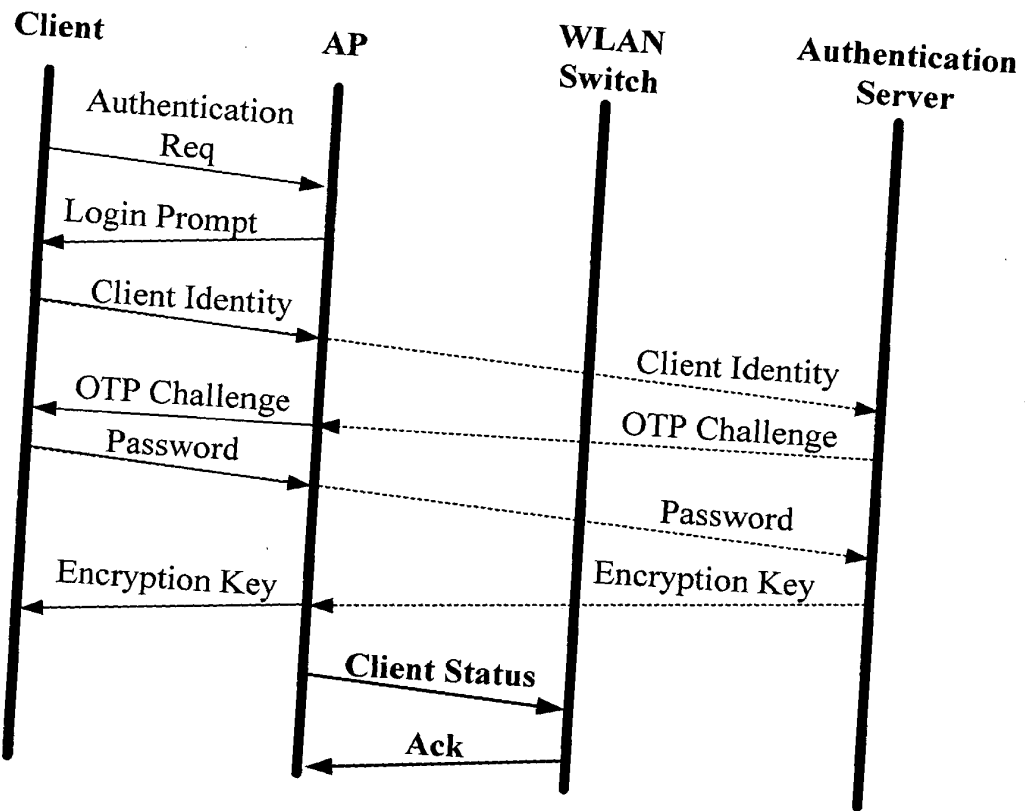 Client
AP
WLAN
Switch
Authentication
Server
Authentication
Req
Login Prompt
Client Identity
Client Identity
OTP Challenge
OTP Challenge
Password
Password
Encryption Key
Encryption Key
Client Status
Ack